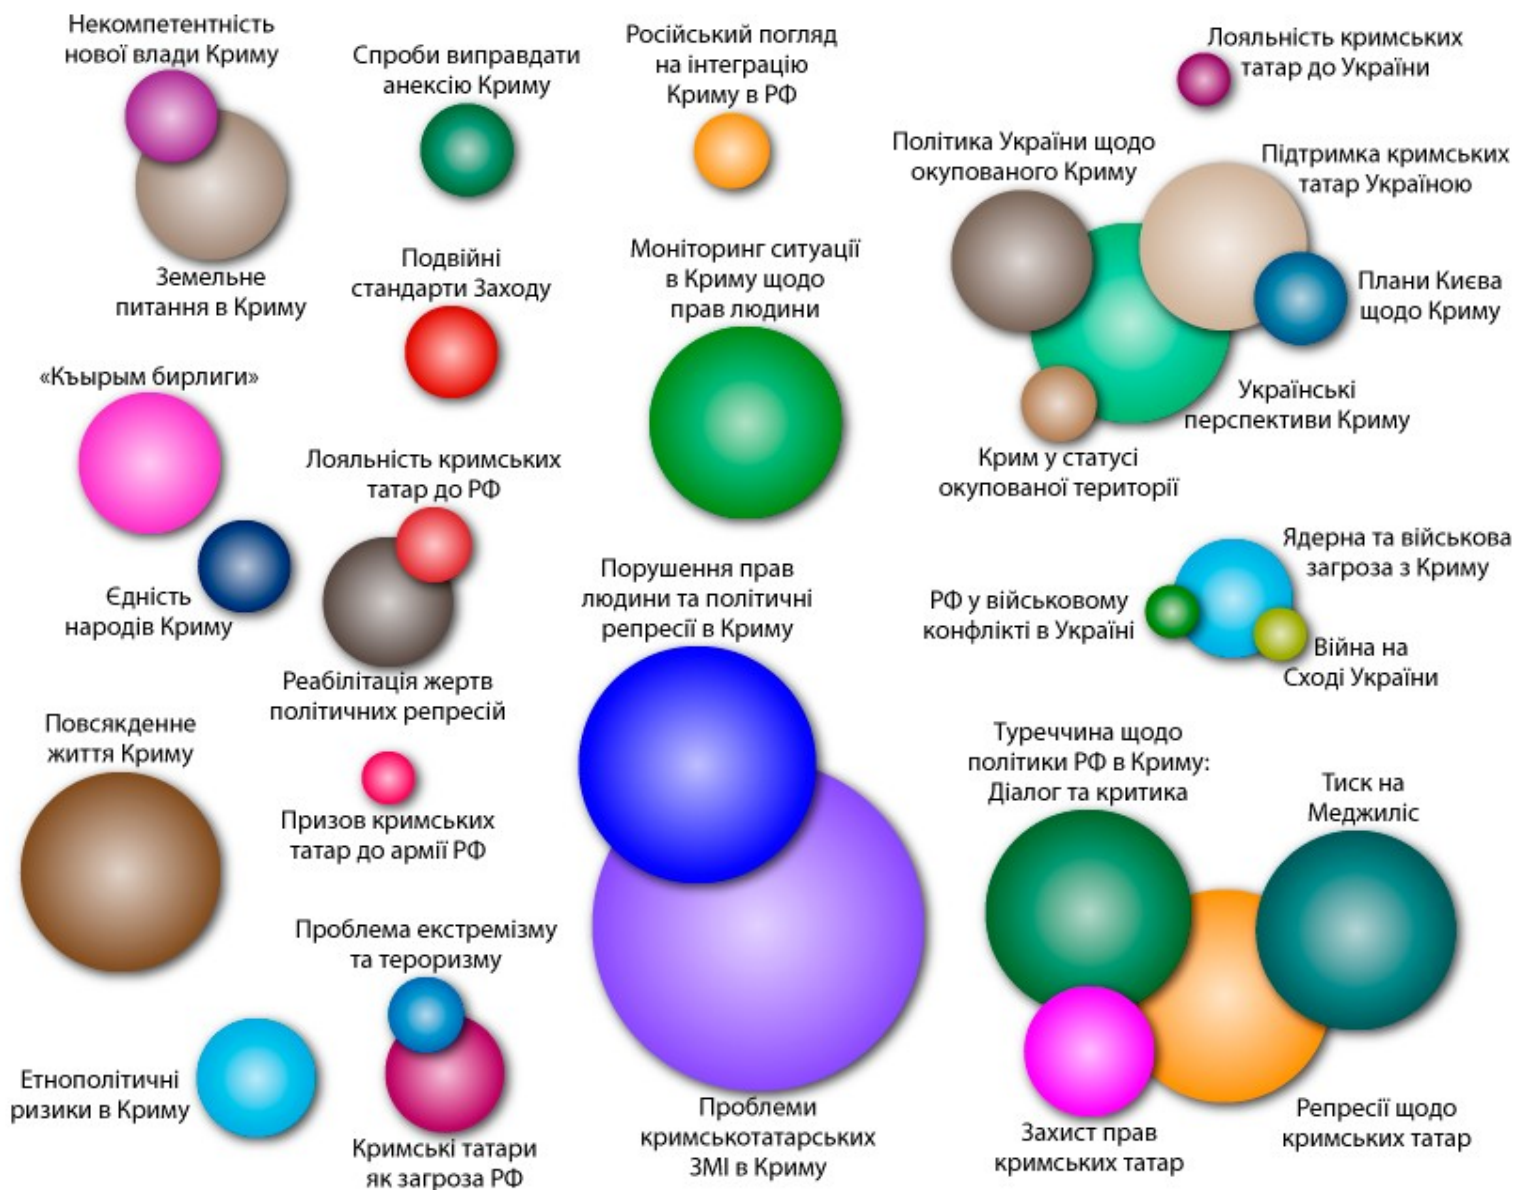 Некомпетентність
нової влади Криму
Спроби виправдати
анексію Криму
Російський погляд
на інтеграцію
Криму в РФ
Лояльність кримських
татар до України
Політика України щодо
окупованого Криму
Підтримка кримських
татар Україною
Земельне
питання в Криму
Подвійні
стандарти Заходу
Моніторинг ситуації
в Криму щодо
прав людини
Плани Києва
щодо Криму
«Къырым бирлиги»
Українські
перспективи Криму
Лояльність кримських
татар до РФ
Крим у статусі
окупованої території
Єдність
народів Криму
Порушення прав
людини та політичні
репресії в Криму
Ядерна та військова
загроза з Криму
РФ у військовому
конфлікті в Україні
Війна на
Сході України
Реабілітація жертв
політичних репресій
Повсякденне
життя Криму
Туреччина щодо
політики РФ в Криму:
Діалог та критика
Тиск на
Меджиліс
Призов кримських
татар до армії РФ
Проблема екстремізму
та тероризму
Етнополітичні
ризики в Криму
Кримські татари
як загроза РФ
Проблеми
кримськотатарських
ЗМІ в Криму
Захист прав
кримських татар
Репресії щодо
кримських татар